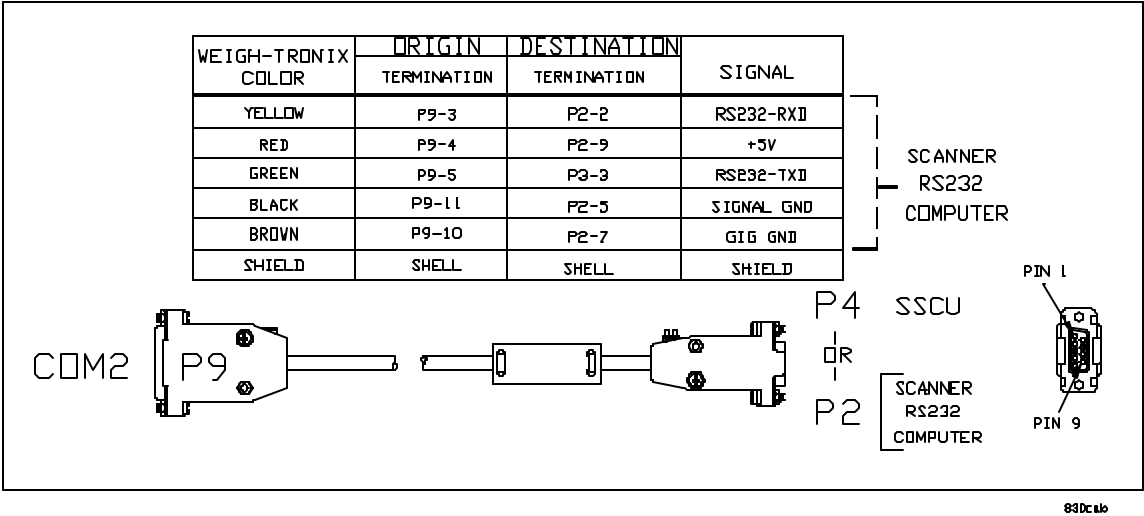 WEIGH-TRONIX COLOR ORIGIN TERMINATION DESTINATION TERMINATION SIGNAL
YELLOW P9-3 P2-2 RS232-RXD
RED P9-4 P2-9 +5V
GREEN P9-5 P3-3 RS232-TXD
BLACK P9-11 P2-5 SIGNAL GND
BROWN P9-10 P2-7 GIG GND
SHIELD SHELL SHELL SHIELD
SCANNER
RS232
COMPUTER
COM2
P9
P4 SSCU
OR
P2
SCANNER
RS232
COMPUTER
PIN 1
PIN 9